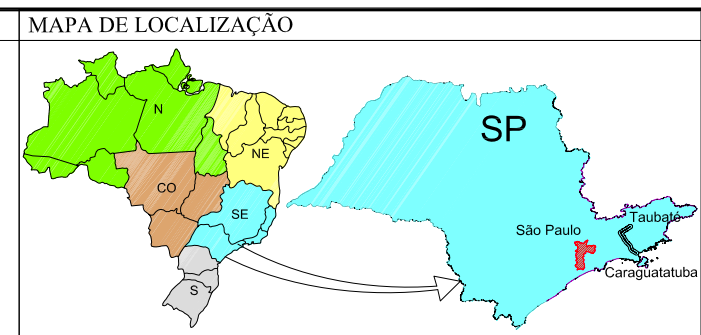 MAPA DE LOCALIZAÇÃO
N
NE
CO
SE
S
SP
São Paulo
Taubaté
Caraguatatuba